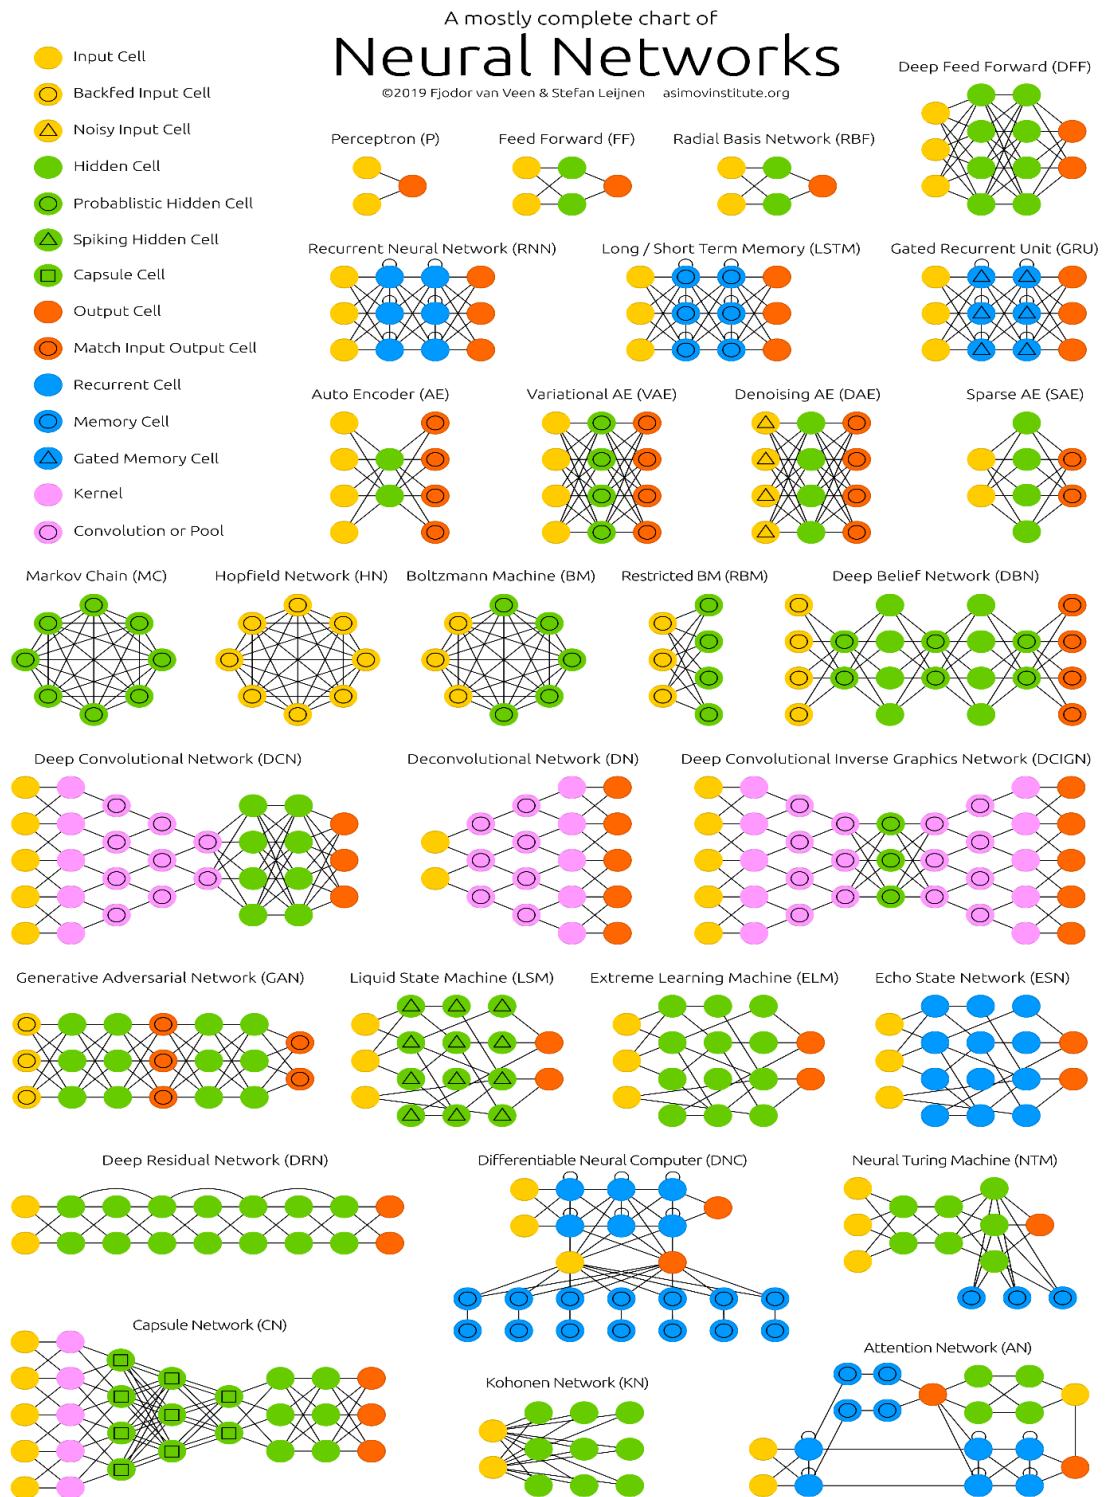 A mostly complete chart of
Neural Networks
©2019 Fjodor van Veen & Stefan Leijnen asimovinstitute.org
Input Cell
Backfed Input Cell
Noisy Input Cell
Hidden Cell
Probablistic Hidden Cell
Spiking Hidden Cell
Capsule Cell
Output Cell
Match Input Output Cell
Recurrent Cell
Memory Cell
Gated Memory Cell
Kernel
Convolution or Pool
Deep Feed Forward (DFF)
Perceptron (P)
Feed Forward (FF)
Radial Basis Network (RBF)
Recurrent Neural Network (RNN)
Long / Short Term Memory (LSTM)
Gated Recurrent Unit (GRU)
Auto Encoder (AE)
Variational AE (VAE)
Denoising AE (DAE)
Sparse AE (SAE)
Markov Chain (MC)
Hopfield Network (HN)
Boltzmann Machine (BM)
Restricted BM (RBM)
Deep Belief Network (DBN)
Deep Convolutional Network (DCN)
Deconvolutional Network (DN)
Deep Convolutional Inverse Graphics Network (DCIGN)
Generative Adversarial Network (GAN)
Liquid State Machine (LSM)
Extreme Learning Machine (ELM)
Echo State Network (ESN)
Deep Residual Network (DRN)
Differentiable Neural Computer (DNC)
Neural Turing Machine (NTM)
Capsule Network (CN)
Kohonen Network (KN)
Attention Network (AN)